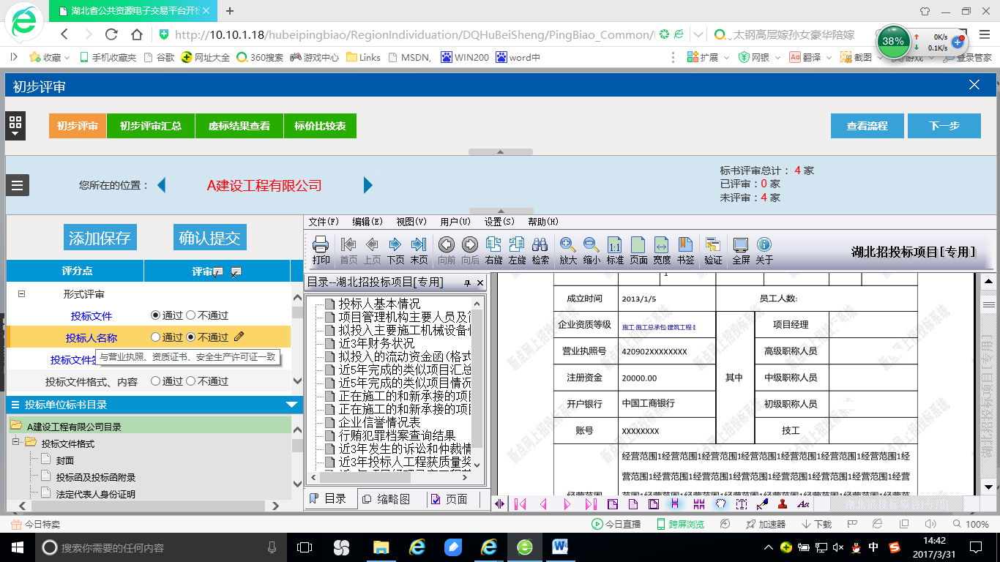 湖北省公共资源电子交易平台开
http://10.10.1.18/hubeipingbiao/RegionIndividuation/DQHuBeiSheng/PingBiao_Common/
太钢高层嫁孙女豪华陪嫁
38%
0K/s
0.1K/s
收藏 手机收藏夹 谷歌 网址大全 360搜索 游戏中心 Links MSDN, WIN200 word中 扩展 网银 翻译 截图 游戏 登录管家
初步评审
初步评审 初步评审汇总 废标结果查看 标价比较表 查看流程 下一步
您所在的位置： A建设工程有限公司
标书评审总计： 4 家
已评审：0 家
未评审：4 家
添加保存 确认提交
评分点 评审
形式评审
投标文件 通过 不通过
投标人名称 通过 不通过
投标文件
与营业执照、资质证书、安全生产许可证一致
投标文件格式、内容 通过 不通过
投标单位标书目录
A建设工程有限公司目录
投标文件格式
封面
投标函及投标函附录
法定代表人身份证明
文件(F) 编辑(E) 视图(V) 用户(U) 设置(S) 帮助(H)
打印 首页 上页 下页 末页 向前 向后 右旋 左旋 检索 放大 缩小 标准 页面 宽度 书签 验证 全屏 关于
1:1
湖北招投标项目[专用]
目录--湖北招投标项目[专用]
投标人基本情况
项目管理机构主要人员及
拟投入主要施工机械设备
近3年财务状况
拟投入的流动资金函(格式
近5年完成的类似项目汇总
近5年完成的类似项目情况
正在施工的和新承接的项目
正在施工的和新承接的项目
企业信誉情况表
行贿犯罪档案查询结果
近3年发生的诉讼和仲裁情
近3年投标人工程获质量奖
目录 缩略图 页面
成立时间 2013/1/5 员工人数:
企业资质等级 施工·施工总承包·建筑工程· 项目经理
营业执照号 420902XXXXXXXX 高级职称人员
注册资金 20000.00 其中 中级职称人员
开户银行 中国工商银行 初级职称人员
账号 XXXXXXXX 技工
经营范围1经营范围1经营范围1经营范围1经营范围1经
营范围1经营范围1经营范围1经营范围1经营范围1经营
经营范围 范围1经营范围1经营范围1经营范围1经营范围1经营
新点网上招投标系统
湖北招投标项目[专用]
今日特卖 今日直播 跨屏浏览 加速器 下载 100%
搜索你需要的任何内容
中
14:42
2017/3/31